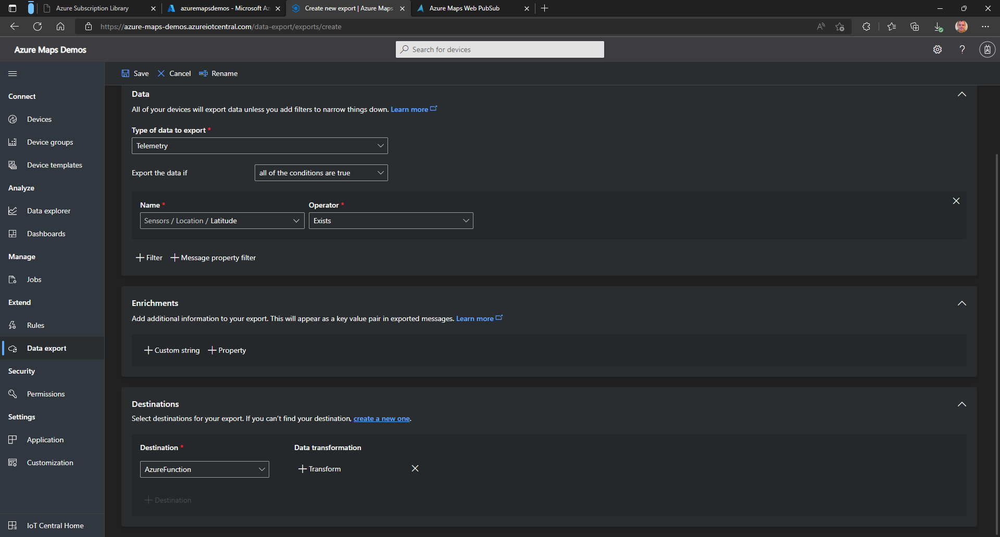 Azure Subscription Library
azuremapsdemos - Microsoft Az
Create new export | Azure Maps
Azure Maps Web PubSub
https://azure-maps-demos.azureiotcentral.com/data-export/exports/create
Azure Maps Demos
Search for devices
Save
Cancel
Rename
Connect
Devices
Device groups
Device templates
Analyze
Data explorer
Dashboards
Manage
Jobs
Extend
Rules
Data export
Security
Permissions
Settings
Application
Customization
IoT Central Home
Data
All of your devices will export data unless you add filters to narrow things down. Learn more
Type of data to export *
Telemetry
Export the data if
all of the conditions are true
Name *
Operator *
Sensors / Location / Latitude
Exists
Filter
Message property filter
Enrichments
Add additional information to your export. This will appear as a key value pair in exported messages. Learn more
Custom string
Property
Destinations
Select destinations for your export. If you can't find your destination, create a new one.
Destination *
Data transformation
AzureFunction
Transform
Destination